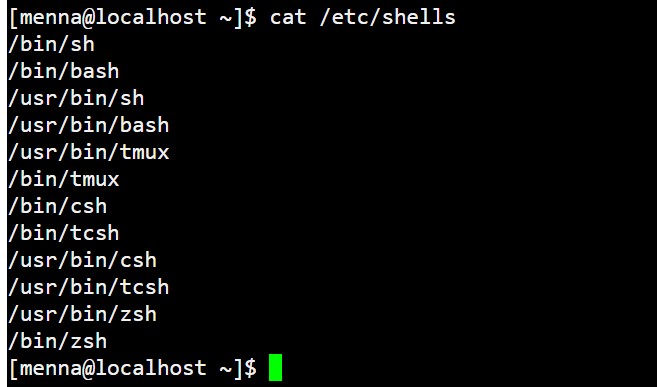 [menna@localhost ~]$ cat /etc/shells
/bin/sh
/bin/bash
/usr/bin/sh
/usr/bin/bash
/usr/bin/tmux
/bin/tmux
/bin/csh
/bin/tcsh
/usr/bin/csh
/usr/bin/tcsh
/usr/bin/zsh
/bin/zsh
[menna@localhost ~]$